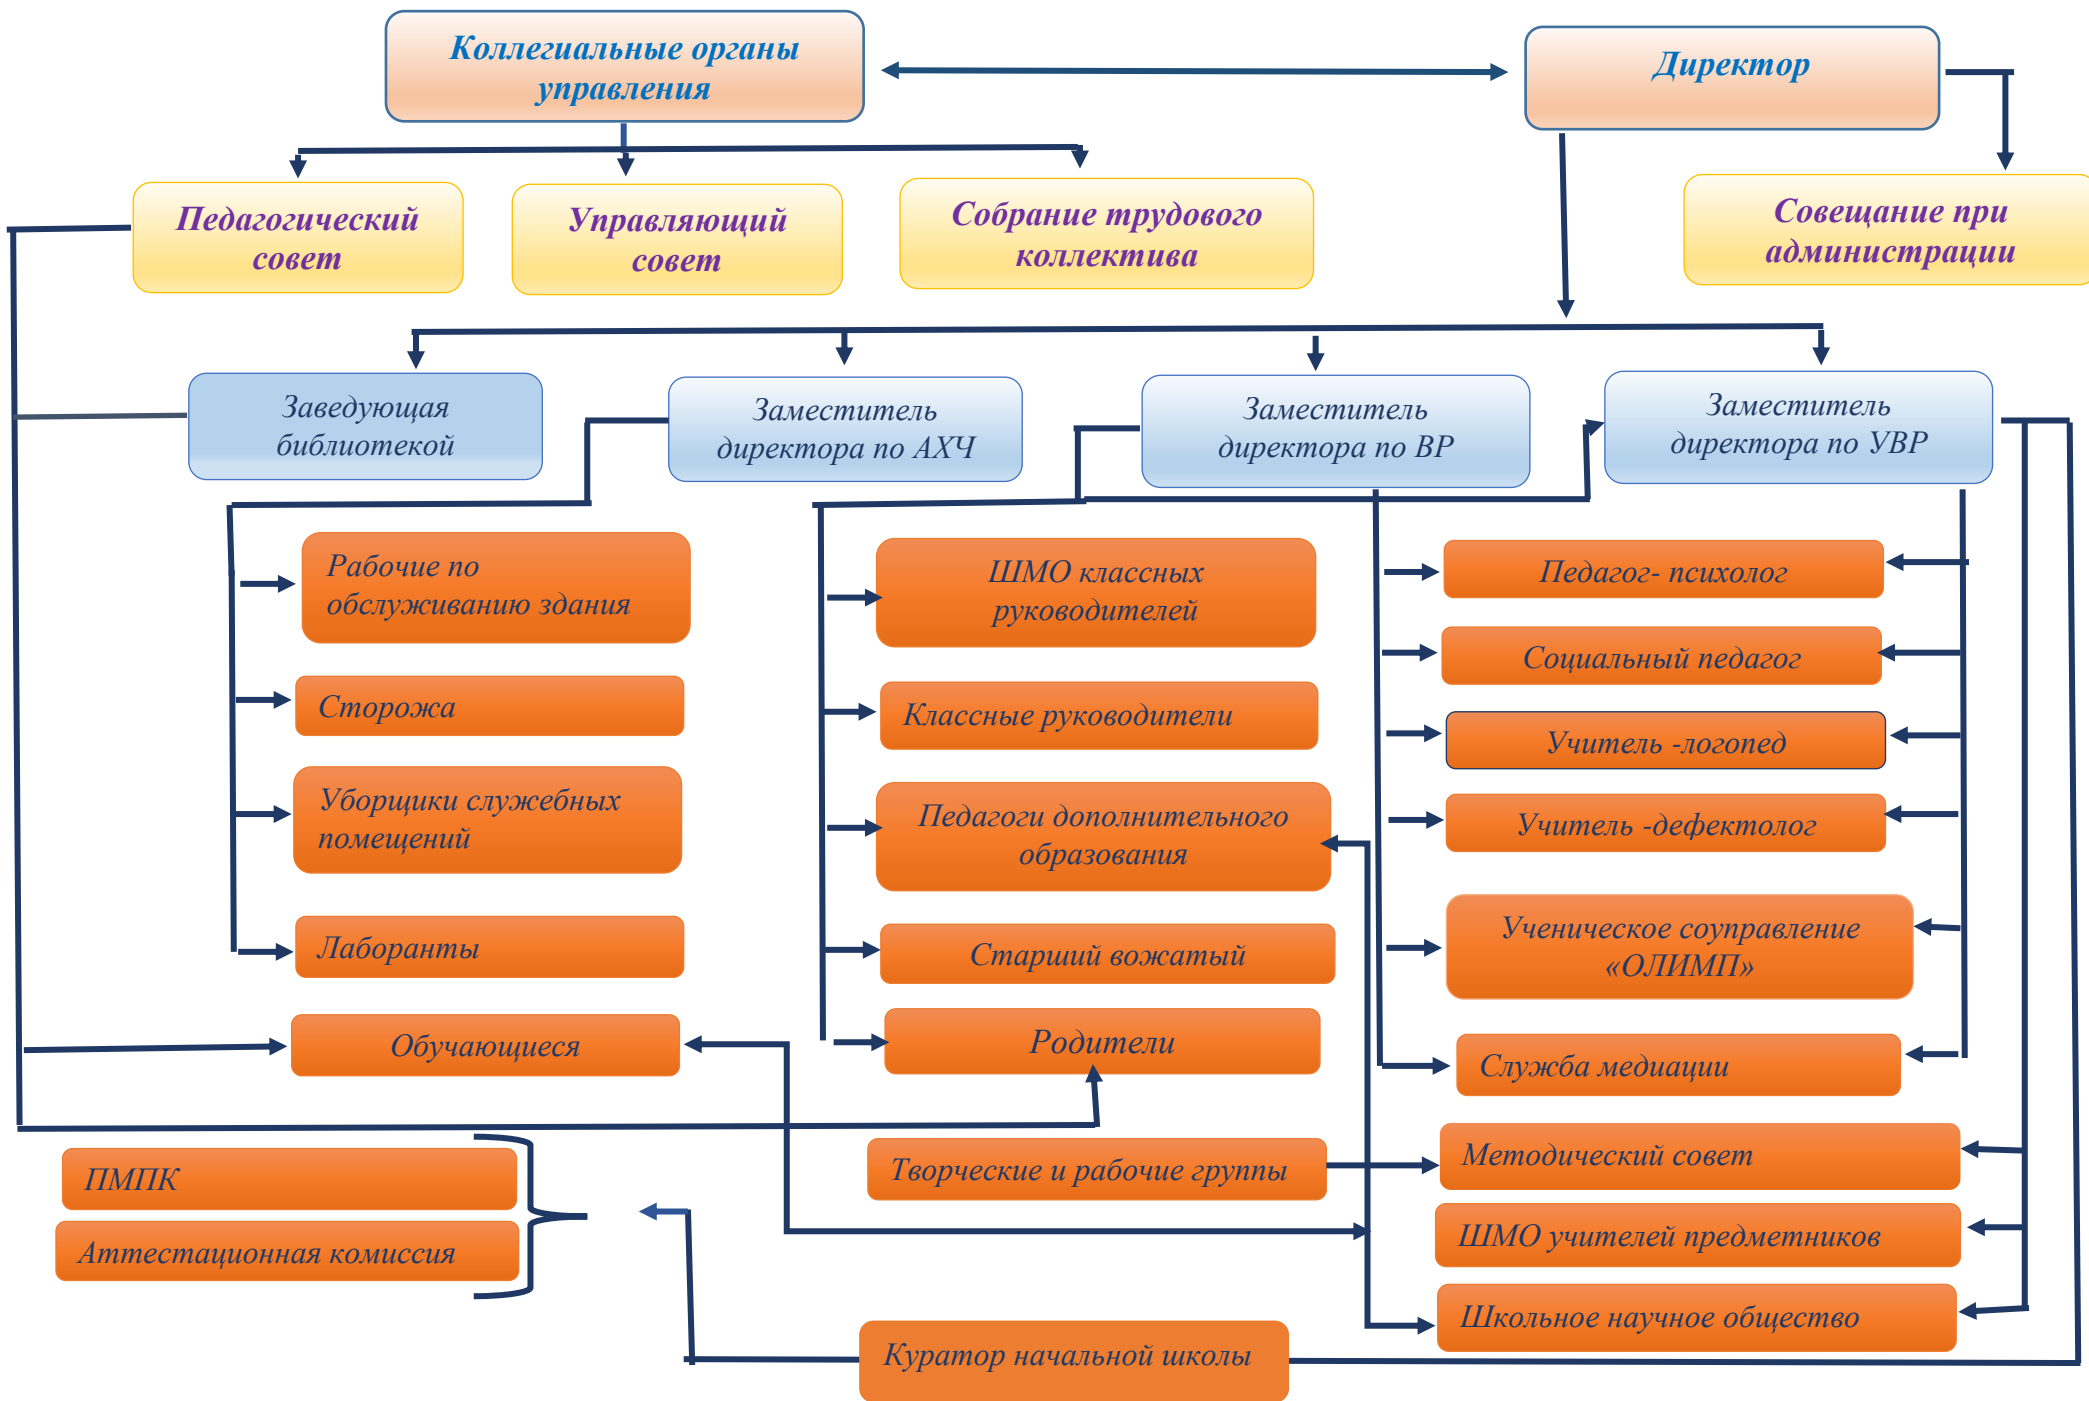 Коллегиальные органы
управления
Директор
Педагогический
совет
Управляющий
совет
Собрание трудового
коллектива
Совещание при
администрации
Заведующая
библиотекой
Заместитель
директора по АХЧ
Заместитель
директора по ВР
Заместитель
директора по УВР
Рабочие по
обслуживанию здания
Сторожа
Уборщики служебных
помещений
Лаборанты
Обучающиеся
ШМО классных
руководителей
Классные руководители
Педагоги дополнительного
образования
Старший вожатый
Родители
Педагог- психолог
Социальный педагог
Учитель -логопед
Учитель -дефектолог
Ученическое соуправление
«ОЛИМП»
Служба медиации
ПМПК
Аттестационная комиссия
Творческие и рабочие группы
Методический совет
ШМО учителей предметников
Школьное научное общество
Куратор начальной школы